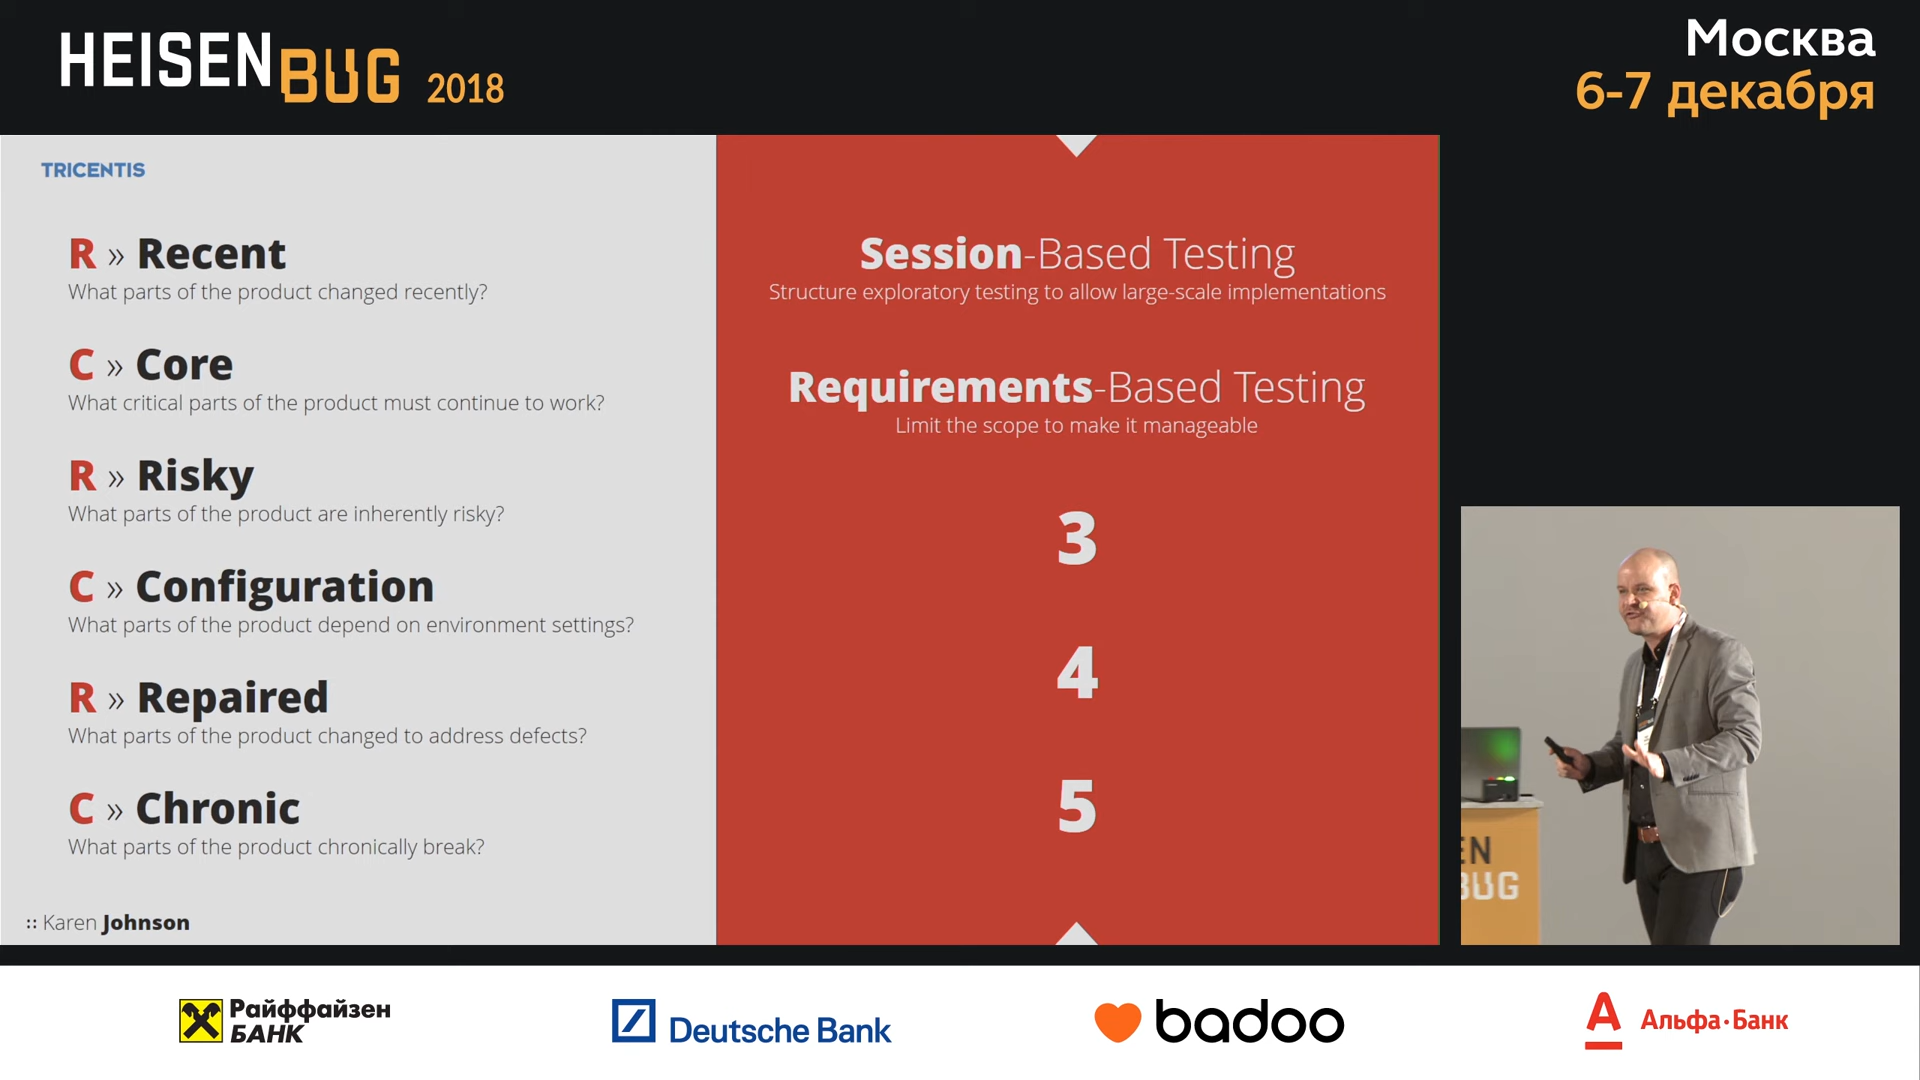 HEISENBUG 2018
Москва
6-7 декабря
TRICENTIS
R » Recent
What parts of the product changed recently?
C » Core
What critical parts of the product must continue to work?
R » Risky
What parts of the product are inherently risky?
C » Configuration
What parts of the product depend on environment settings?
R » Repaired
What parts of the product changed to address defects?
C » Chronic
What parts of the product chronically break?
:: Karen Johnson
Session-Based Testing
Structure exploratory testing to allow large-scale implementations
Requirements-Based Testing
Limit the scope to make it manageable
3
4
5
EN
BUG
Райффайзен
БАНК
Deutsche Bank
badoo
Альфа·Банк